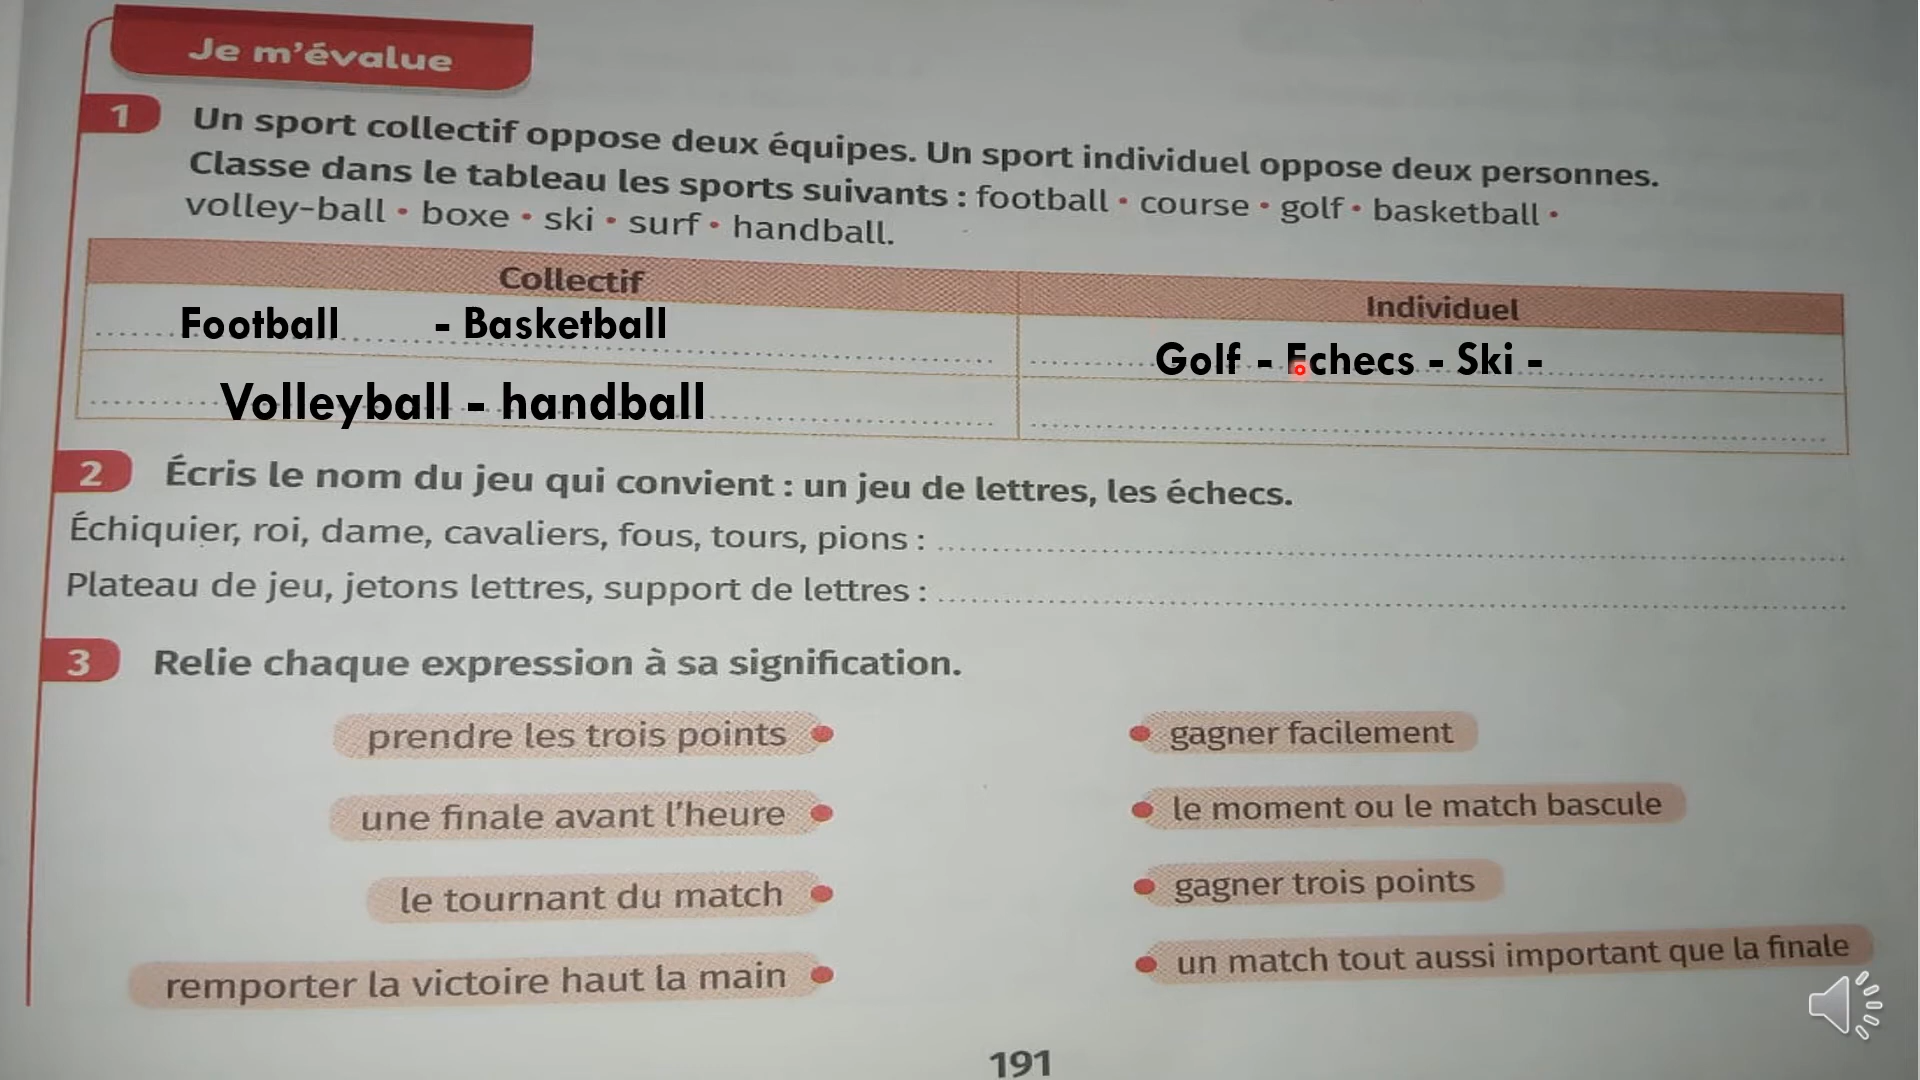 Je m'évalue
1
Un sport collectif oppose deux équipes. Un sport individuel oppose deux personnes.
Classe dans le tableau les sports suivants : football • course • golf • basketball •
volley-ball • boxe • ski • surf • handball.
Collectif
Individuel
Football - Basketball
Golf - Echecs - Ski -
Volleyball - handball
2 Écris le nom du jeu qui convient : un jeu de lettres, les échecs.
Échiquier, roi, dame, cavaliers, fous, tours, pions :
Plateau de jeu, jetons lettres, support de lettres :
3 Relie chaque expression à sa signification.
prendre les trois points
gagner facilement
une finale avant l'heure
le moment ou le match bascule
le tournant du match
gagner trois points
remporter la victoire haut la main
un match tout aussi important que la finale
191